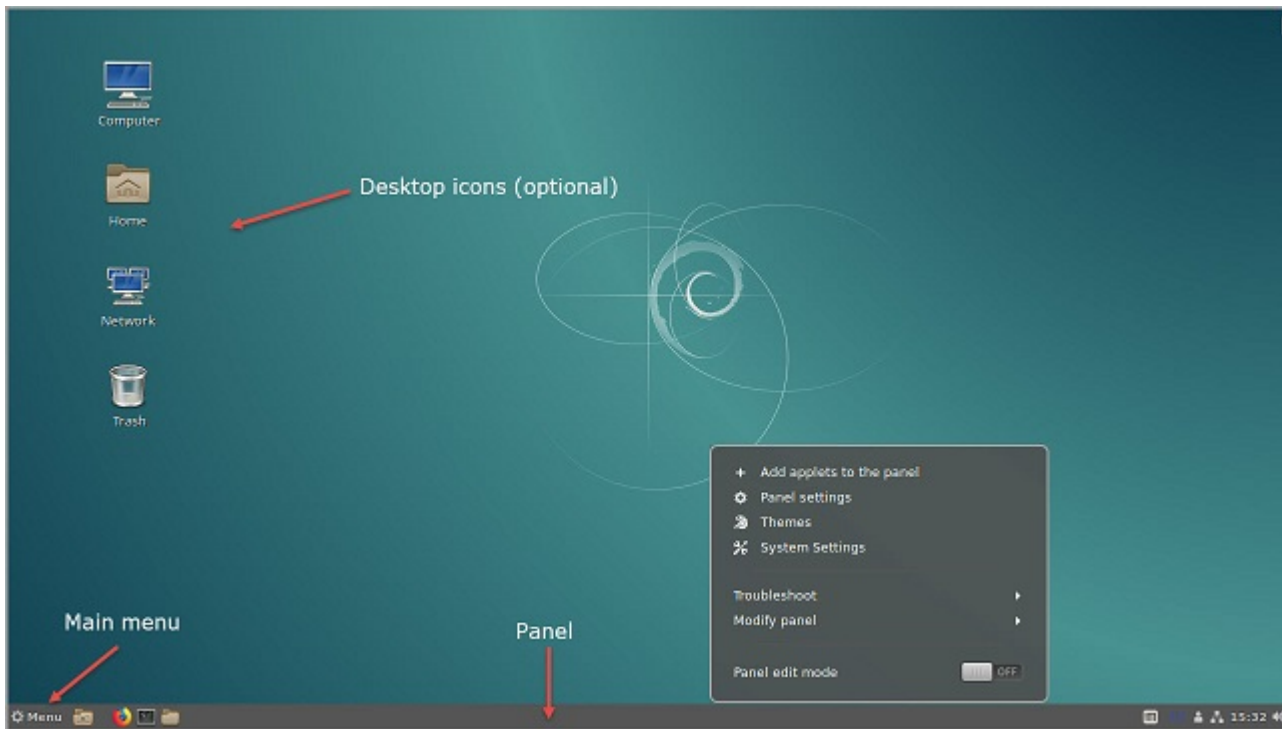 Computer
Home
Desktop icons (optional)
Network
Trash
Add applets to the panel
Panel settings
Themes
System Settings
Troubleshoot
Modify panel
Panel edit mode OFF
Main menu
Panel
Menu
15:32